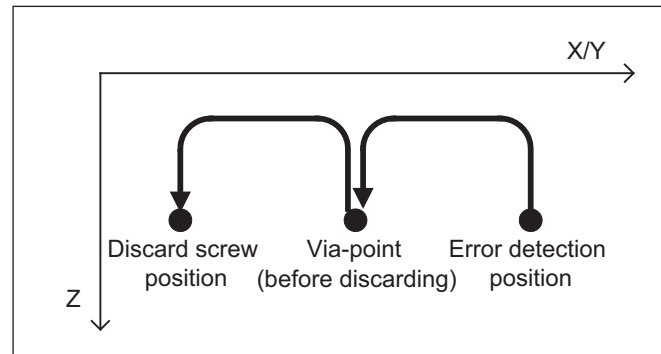 X/Y
Discard screw
position
Via-point
(before discarding)
Error detection
position
Z